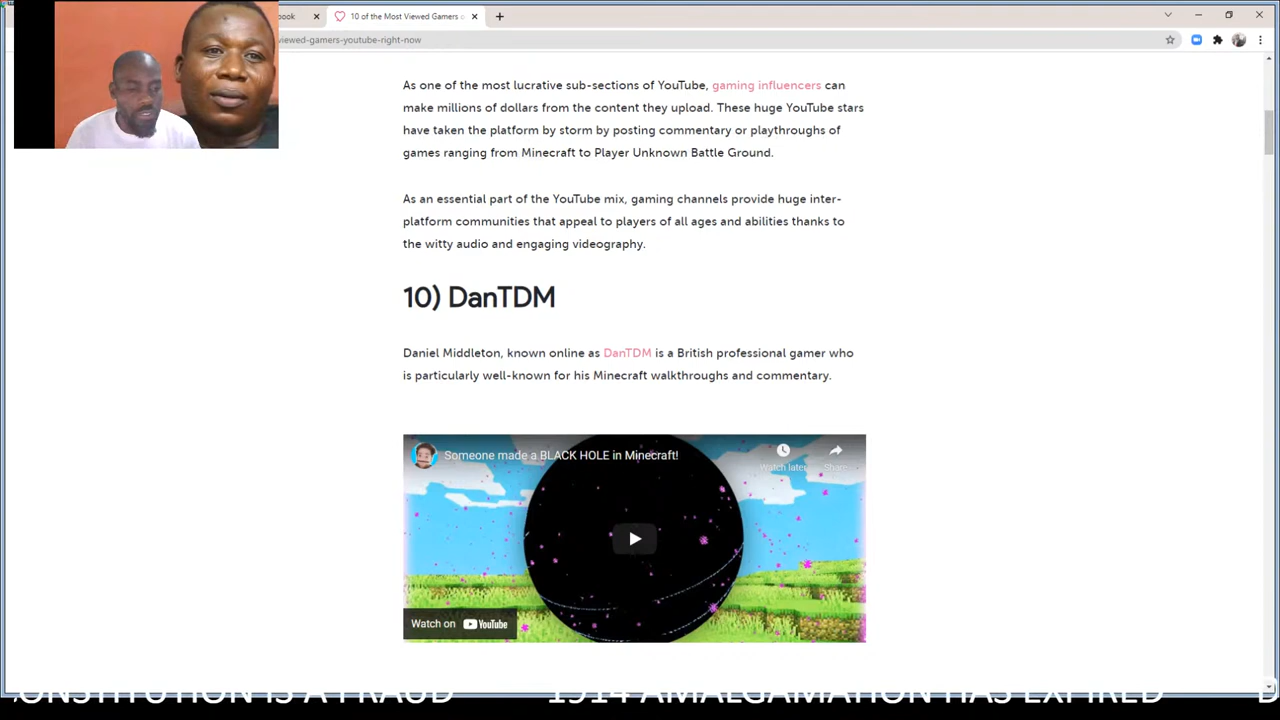 book
10 of the Most Viewed Gamers o
viewed-gamers-youtube-right-now
As one of the most lucrative sub-sections of YouTube, gaming influencers can
make millions of dollars from the content they upload. These huge YouTube stars
have taken the platform by storm by posting commentary or playthroughs of
games ranging from Minecraft to Player Unknown Battle Ground.
As an essential part of the YouTube mix, gaming channels provide huge inter-
platform communities that appeal to players of all ages and abilities thanks to
the witty audio and engaging videography.
10) DanTDM
Daniel Middleton, known online as DanTDM is a British professional gamer who
is particularly well-known for his Minecraft walkthroughs and commentary.
Someone made a BLACK HOLE in Minecraft!
Watch later
Share
Watch on YouTube
ONSTITUTION IS A FRAUD 1914 AMALGAMATION HAS EXPIRED D